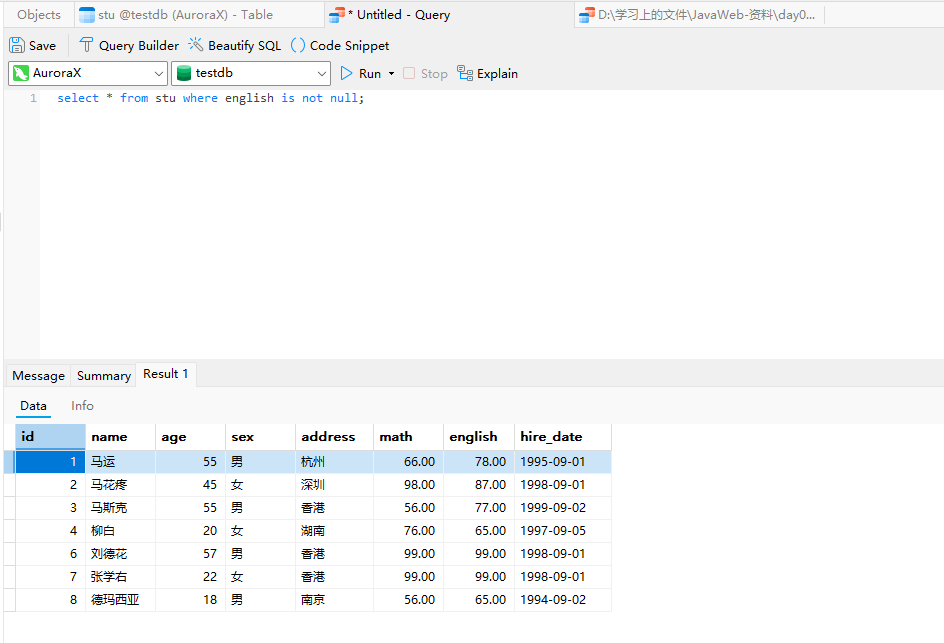 Objects stu @testdb (AuroraX) - Table * Untitled - Query D:\学习上的文件\JavaWeb-资料\day0...
Save Query Builder Beautify SQL () Code Snippet
AuroraX testdb Run Stop Explain
1 select * from stu where english is not null;
Message Summary Result 1
Data Info
id name age sex address math english hire_date
1 马运 55 男 杭州 66.00 78.00 1995-09-01
2 马花疼 45 女 深圳 98.00 87.00 1998-09-01
3 马斯克 55 男 香港 56.00 77.00 1999-09-02
4 柳白 20 女 湖南 76.00 65.00 1997-09-05
6 刘德花 57 男 香港 99.00 99.00 1998-09-01
7 张学右 22 女 香港 99.00 99.00 1998-09-01
8 德玛西亚 18 男 南京 56.00 65.00 1994-09-02